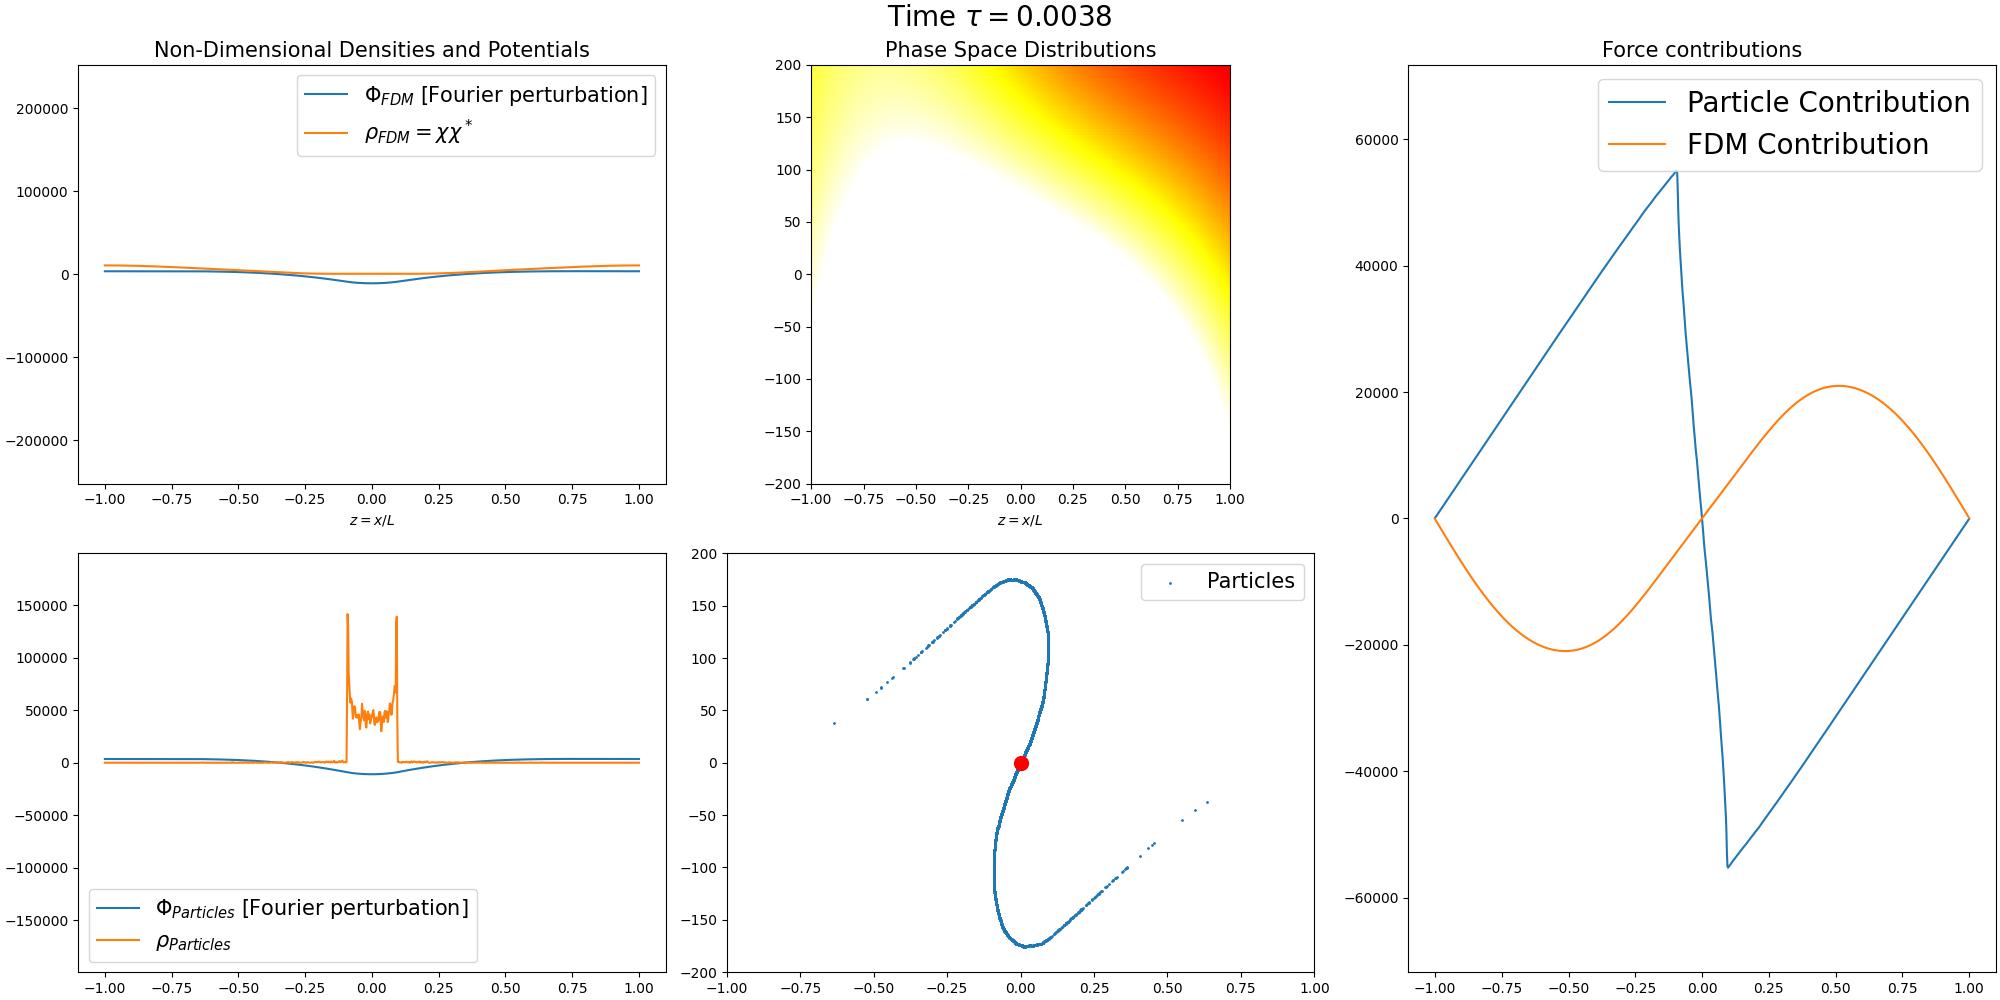 Time τ = 0.0038
Non-Dimensional Densities and Potentials
Φ_FDM [Fourier perturbation]
ρ_FDM = χχ*
200000
100000
0
−100000
−200000
−1.00 −0.75 −0.50 −0.25 0.00 0.25 0.50 0.75 1.00
z = x/L
Phase Space Distributions
200
150
100
50
0
−50
−100
−150
−200
−1.00 −0.75 −0.50 −0.25 0.00 0.25 0.50 0.75 1.00
z = x/L
Force contributions
Particle Contribution
FDM Contribution
60000
40000
20000
0
−20000
−40000
−60000
−1.00 −0.75 −0.50 −0.25 0.00 0.25 0.50 0.75 1.00
150000
100000
50000
0
−50000
−100000
−150000
Φ_Particles [Fourier perturbation]
ρ_Particles
−1.00 −0.75 −0.50 −0.25 0.00 0.25 0.50 0.75 1.00
Particles
200
150
100
50
0
−50
−100
−150
−200
−1.00 −0.75 −0.50 −0.25 0.00 0.25 0.50 0.75 1.00